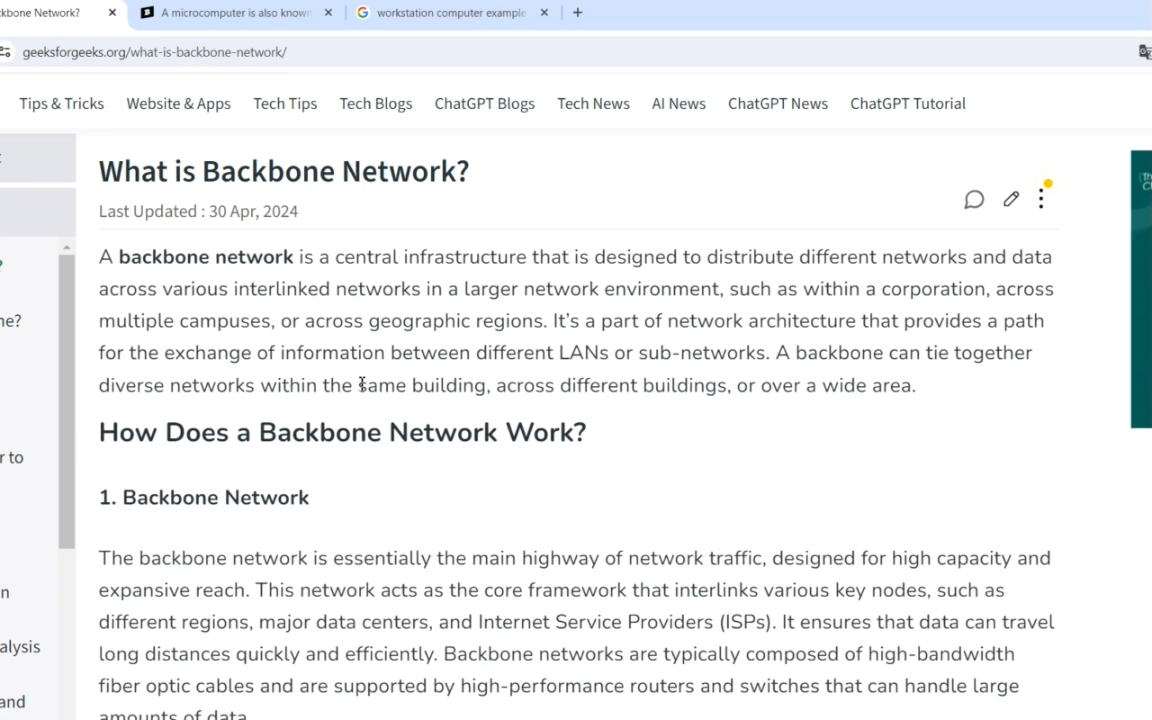 kbone Network?
A microcomputer is also known
workstation computer example
geeksforgeeks.org/what-is-backbone-network/
Tips & Tricks Website & Apps Tech Tips Tech Blogs ChatGPT Blogs Tech News AI News ChatGPT News ChatGPT Tutorial
What is Backbone Network?
Last Updated : 30 Apr, 2024
A backbone network is a central infrastructure that is designed to distribute different networks and data
across various interlinked networks in a larger network environment, such as within a corporation, across
multiple campuses, or across geographic regions. It’s a part of network architecture that provides a path
for the exchange of information between different LANs or sub-networks. A backbone can tie together
diverse networks within the same building, across different buildings, or over a wide area.
How Does a Backbone Network Work?
1. Backbone Network
The backbone network is essentially the main highway of network traffic, designed for high capacity and
expansive reach. This network acts as the core framework that interlinks various key nodes, such as
different regions, major data centers, and Internet Service Providers (ISPs). It ensures that data can travel
long distances quickly and efficiently. Backbone networks are typically composed of high-bandwidth
fiber optic cables and are supported by high-performance routers and switches that can handle large
amounts of data.
?
ne?
r to
n
alysis
and